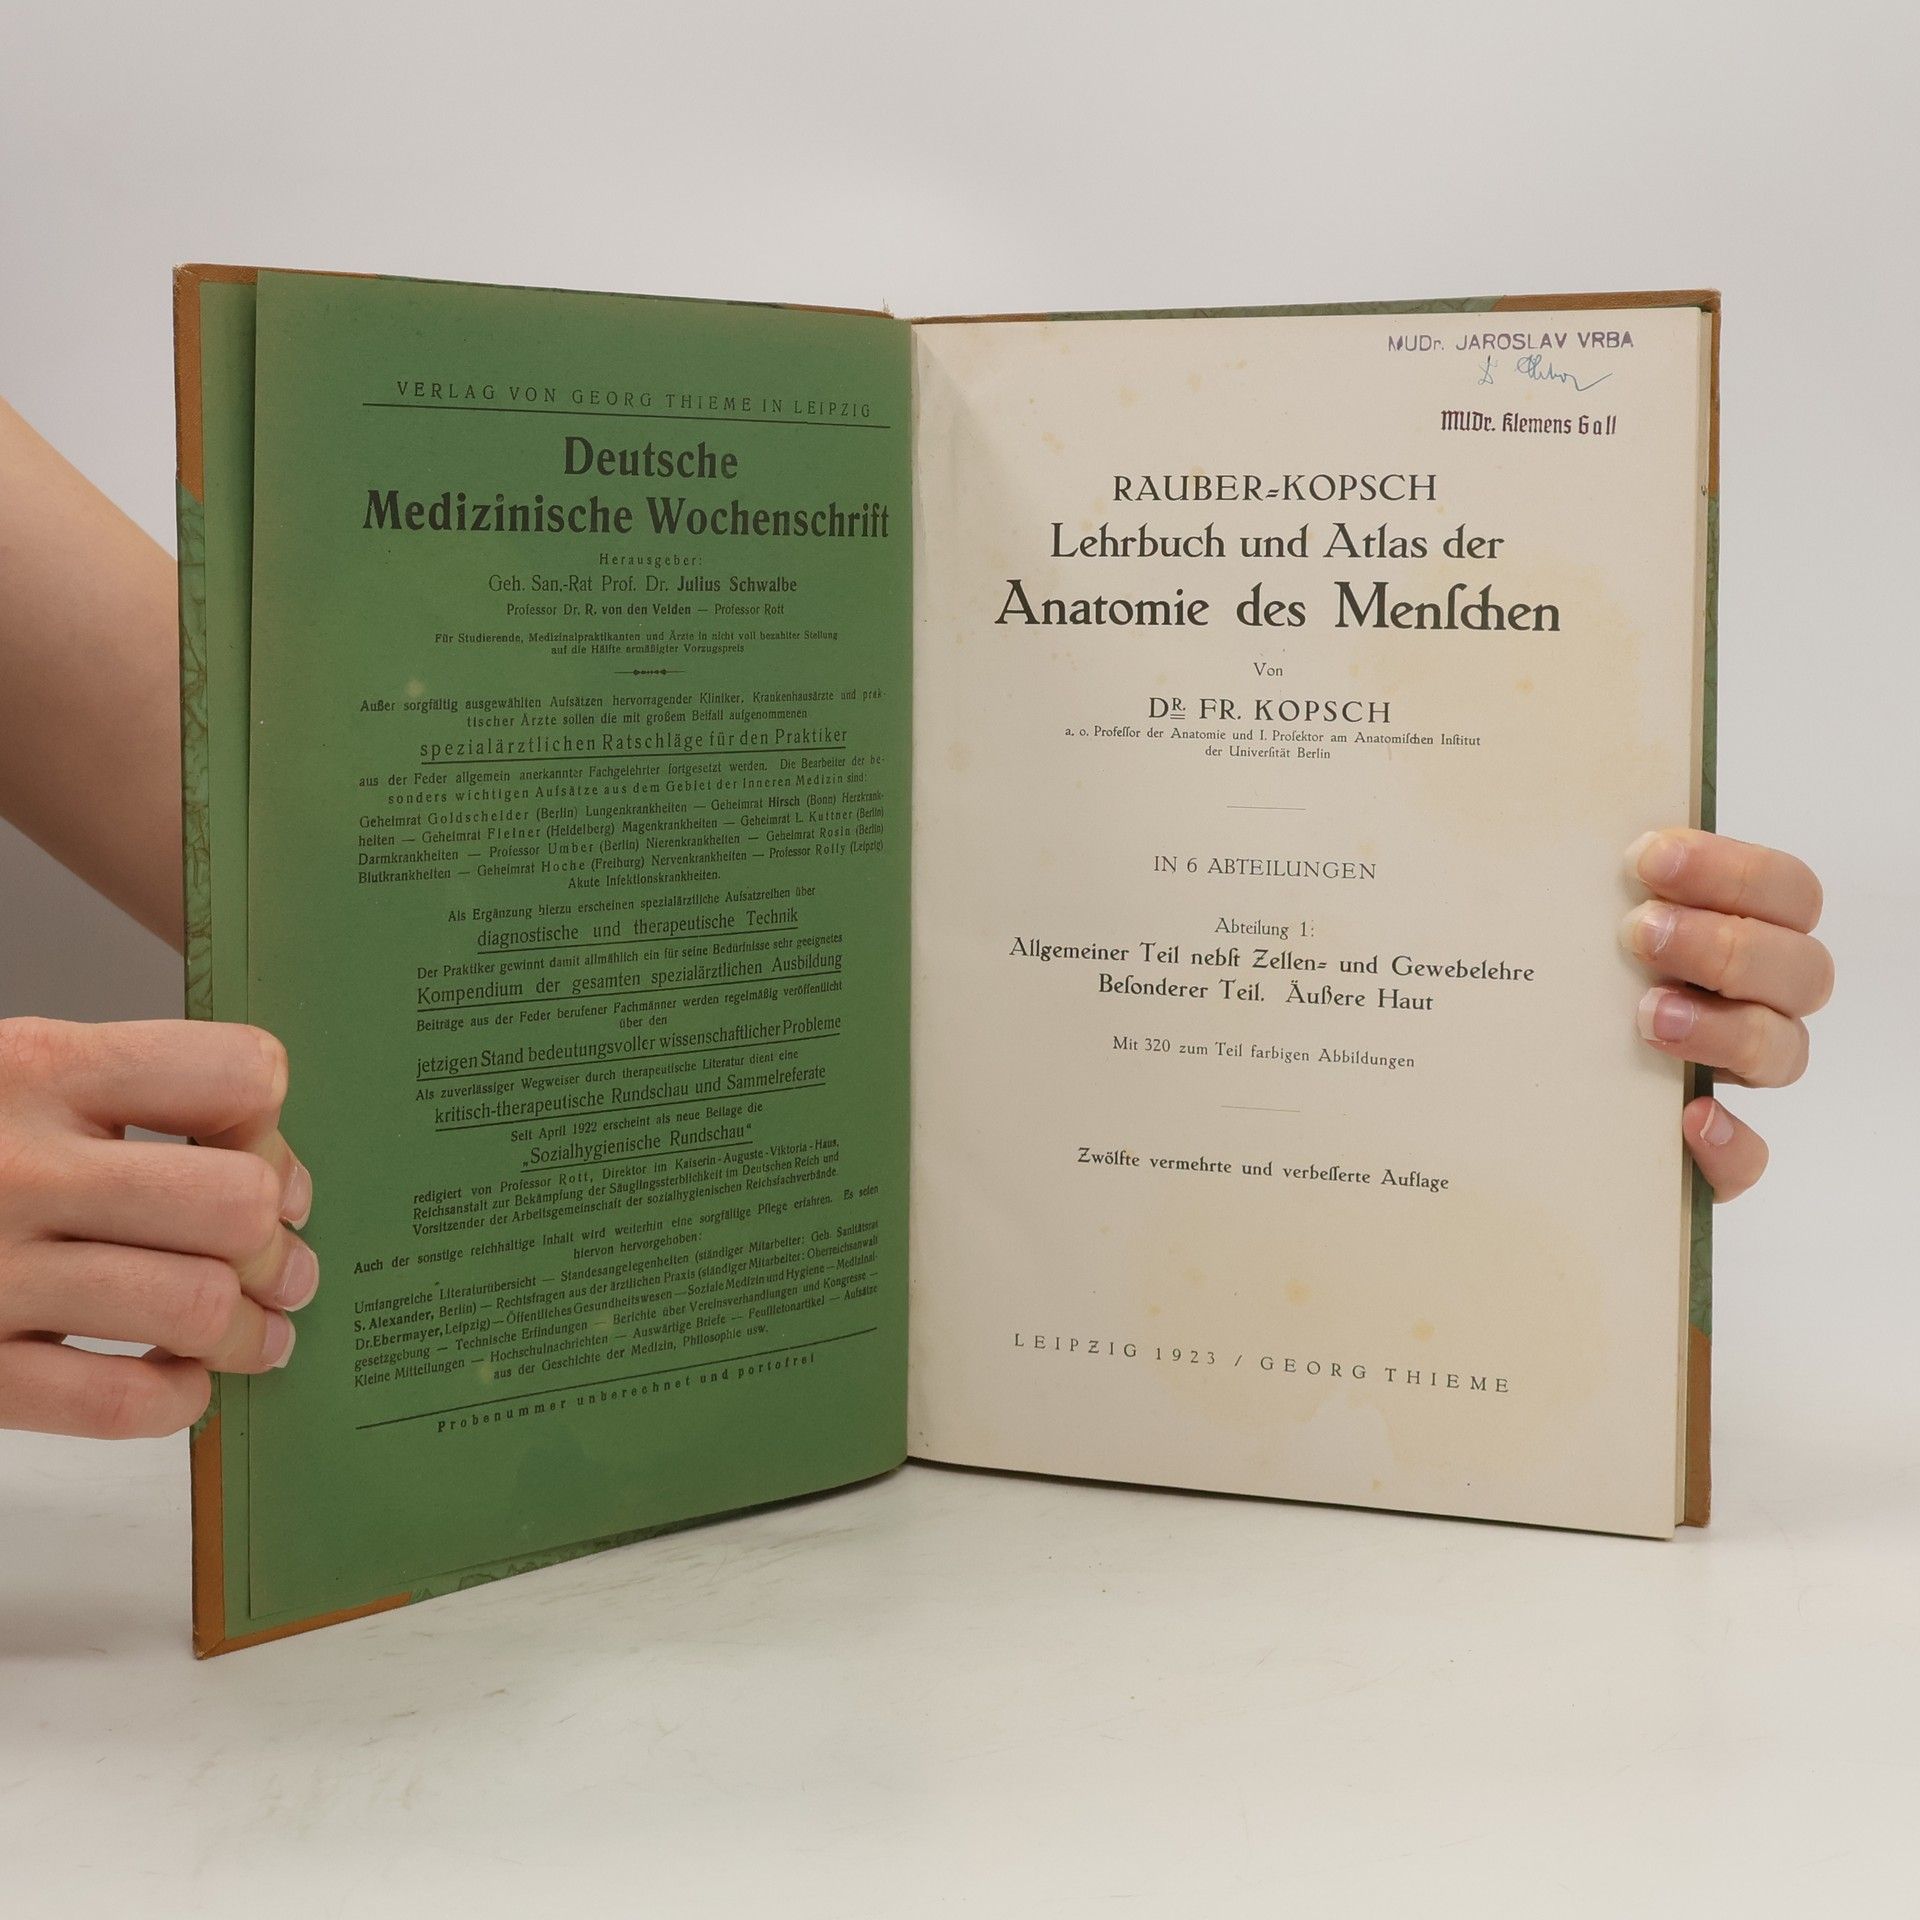 VERLAG VON GEORG THIEME IN LEIPZIG
Deutsche
Medizinische Wochenschrift
Herausgeber:
Geh. San.-Rat Prof. Dr. Julius Schwalbe
Professor Dr. R. von den Velden — Professor Rott
Für Studierende, Medizinalpraktikanten und Ärzte in nicht voll bezahlter Stellung
auf die Hälfte ermäßigter Vorzugspreis
Außer sorgfältig ausgewählten Aufsätzen hervorragender Kliniker, Krankenhausärzte und prak-
tischer Ärzte sollen die mit großem Beifall aufgenommenen
spezialärztlichen Ratschläge für den Praktiker
aus der Feder allgemein anerkannter Fachgelehrter fortgesetzt werden. Die Bearbeiter der be-
sonders wichtigen Aufsätze aus dem Gebiet der Inneren Medizin sind:
Geheimrat Goldscheider (Berlin) Lungenkrankheiten — Geheimrat Hirsch (Bonn) Herzkrank-
heiten — Geheimrat Fleiner (Heidelberg) Magenkrankheiten — Geheimrat L. Kuttner (Berlin)
Darmkrankheiten — Professor Umber (Berlin) Nierenkrankheiten — Geheimrat Rosin (Berlin)
Blutkrankheiten — Geheimrat Hoche (Freiburg) Nervenkrankheiten — Professor Rolly (Leipzig)
Akute Infektionskrankheiten.
Als Ergänzung hierzu erscheinen spezialärztliche Aufsatzreihen über
diagnostische und therapeutische Technik
Der Praktiker gewinnt damit allmählich ein für seine Bedürfnisse sehr geeignetes
Kompendium der gesamten spezialärztlichen Ausbildung
Beiträge aus der Feder berufener Fachmänner werden regelmäßig veröffentlicht
über den
jetzigen Stand bedeutungsvoller wissenschaftlicher Probleme
Als zuverlässiger Wegweiser durch therapeutische Literatur dient eine
kritisch-therapeutische Rundschau und Sammelreferate
Seit April 1922 erscheint als neue Beilage die
„Sozialhygienische Rundschau“
redigiert von Professor Rott, Direktor im Kaiserin-Auguste-Viktoria-Haus,
Reichsanstalt zur Bekämpfung der Säuglingssterblichkeit im Deutschen Reich und
Vorsitzender der Arbeitsgemeinschaft der sozialhygienischen Reichsfachverbände.
Auch der sonstige reichhaltige Inhalt wird weiterhin eine sorgfältige Pflege erfahren. Es seien
hiervon hervorgehoben:
Umfangreiche Literaturübersicht — Standesangelegenheiten (ständiger Mitarbeiter: Geh. Sanitätsrat
S. Alexander, Berlin) — Rechtsfragen aus der ärztlichen Praxis (ständiger Mitarbeiter: Oberreichsanwalt
Dr. Ebermayer, Leipzig) — Öffentliches Gesundheitswesen — Soziale Medizin und Hygiene — Medizinal-
gesetzgebung — Technische Erfindungen — Berichte über Vereinsverhandlungen und Kongresse —
Kleine Mitteilungen — Hochschulnachrichten — Auswärtige Briefe — Feuilletonartikel — Aufsätze
aus der Geschichte der Medizin, Philosophie usw.
Probenummer unberechnet und portofrei
MUDr. JAROSLAV VRBA
MUDr. Klemens Gall
RAUBER-KOPSCH
Lehrbuch und Atlas der
Anatomie des Menſchen
Von
DR. FR. KOPSCH
a. o. Profeſſor der Anatomie und I. Proſektor am Anatomiſchen Inſtitut
der Univerſität Berlin
IN 6 ABTEILUNGEN
Abteilung 1:
Allgemeiner Teil nebſt Zellen- und Gewebelehre
Beſonderer Teil. Äußere Haut
Mit 320 zum Teil farbigen Abbildungen
Zwölfte vermehrte und verbeſſerte Auflage
LEIPZIG 1923 / GEORG THIEME